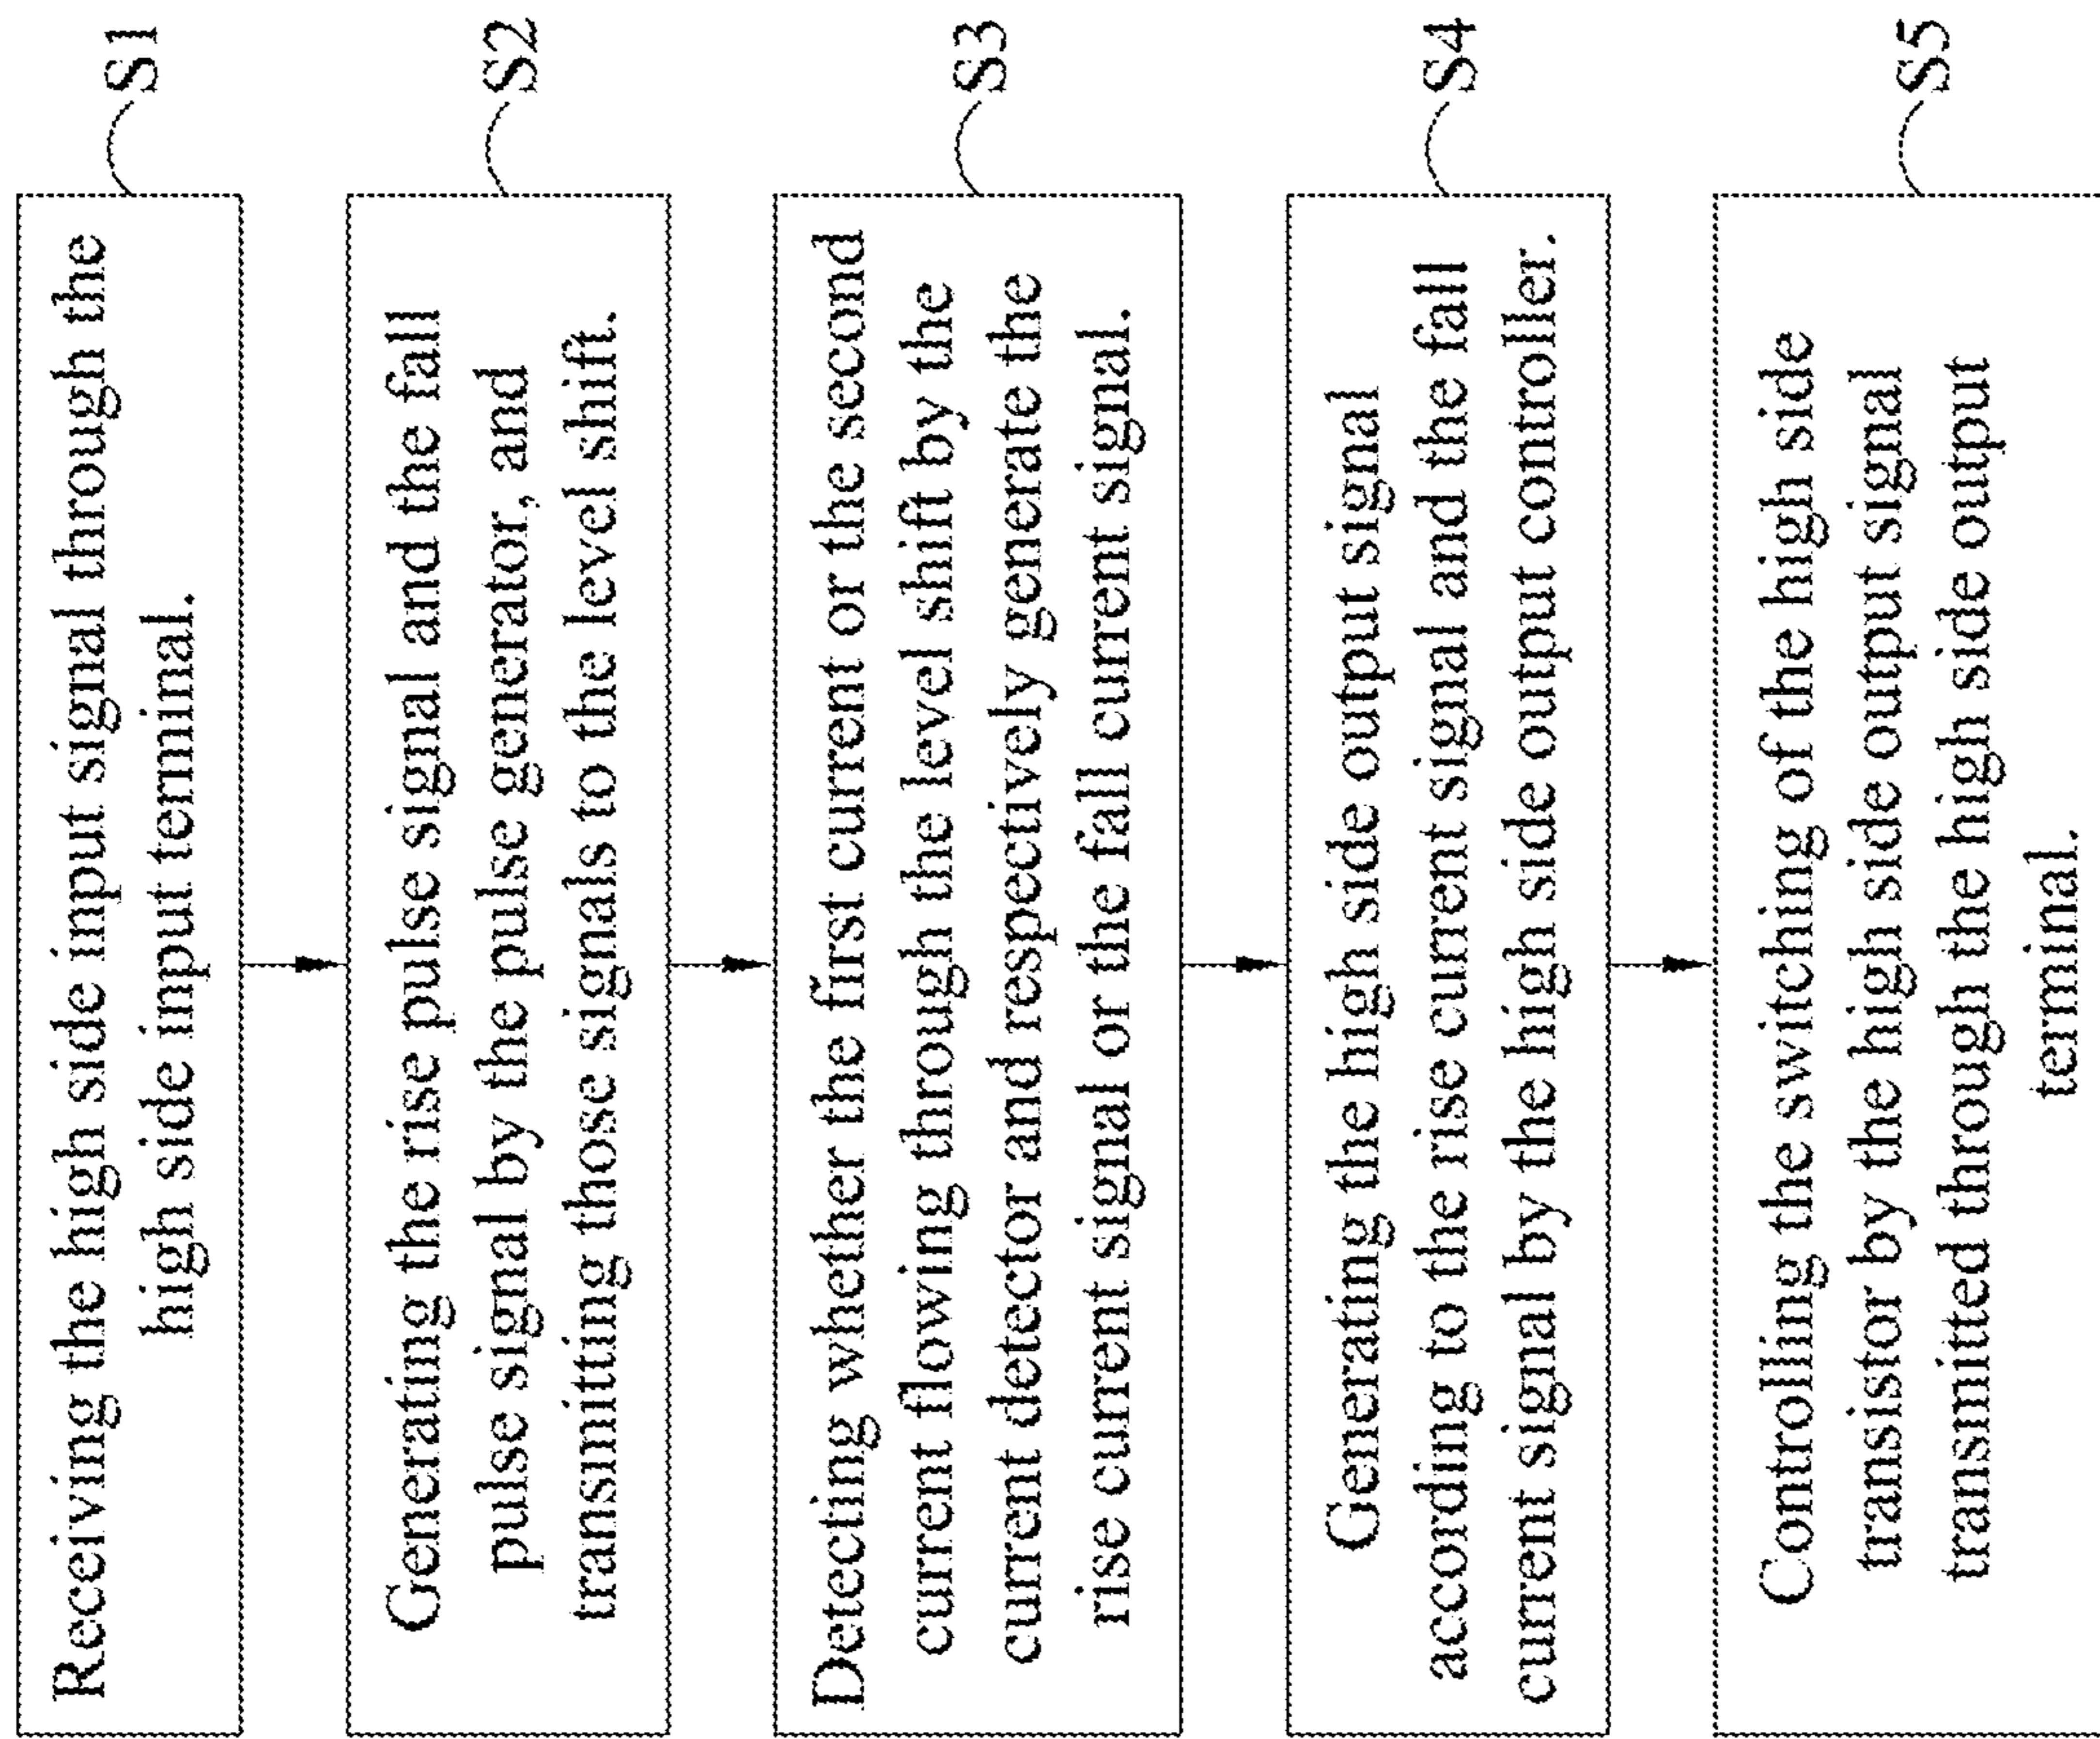 Receiving the high side input signal through the
high side input terminal.
S1
Generating the rise pulse signal and the fall
pulse signal by the pulse generator, and
transmitting those signals to the level shift.
S2
Detecting whether the first current or the second
current flowing through the level shift by the
current detector and respectively generate the
rise current signal or the fall current signal.
S3
Generating the high side output signal
according to the rise current signal and the fall
current signal by the high side output controller.
S4
Controlling the switching of the high side
transistor by the high side output signal
transmitted through the high side output
terminal.
S5